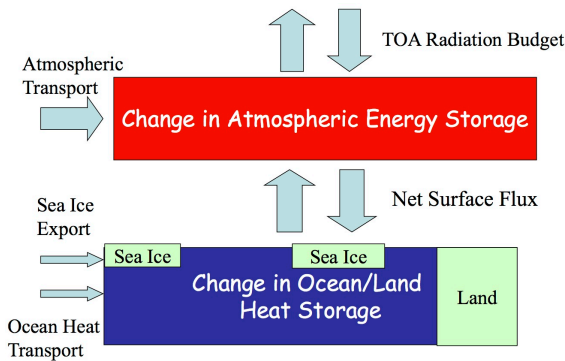 TOA Radiation Budget
Atmospheric
Transport
Change in Atmospheric Energy Storage
Net Surface Flux
Sea Ice
Export
Sea Ice
Sea Ice
Change in Ocean/Land
Heat Storage
Land
Ocean Heat
Transport